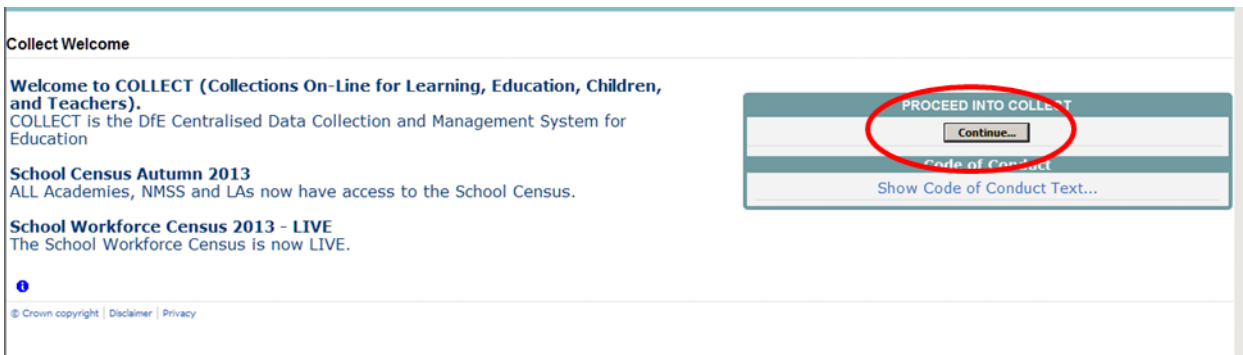 Collect Welcome
Welcome to COLLECT (Collections On-Line for Learning, Education, Children,
and Teachers).
COLLECT is the DfE Centralised Data Collection and Management System for
Education
School Census Autumn 2013
ALL Academies, NMSS and LAs now have access to the School Census.
School Workforce Census 2013 - LIVE
The School Workforce Census is now LIVE.
PROCEED INTO COLLECT
Continue...
Code of Conduct
Show Code of Conduct Text...
© Crown copyright | Disclaimer | Privacy